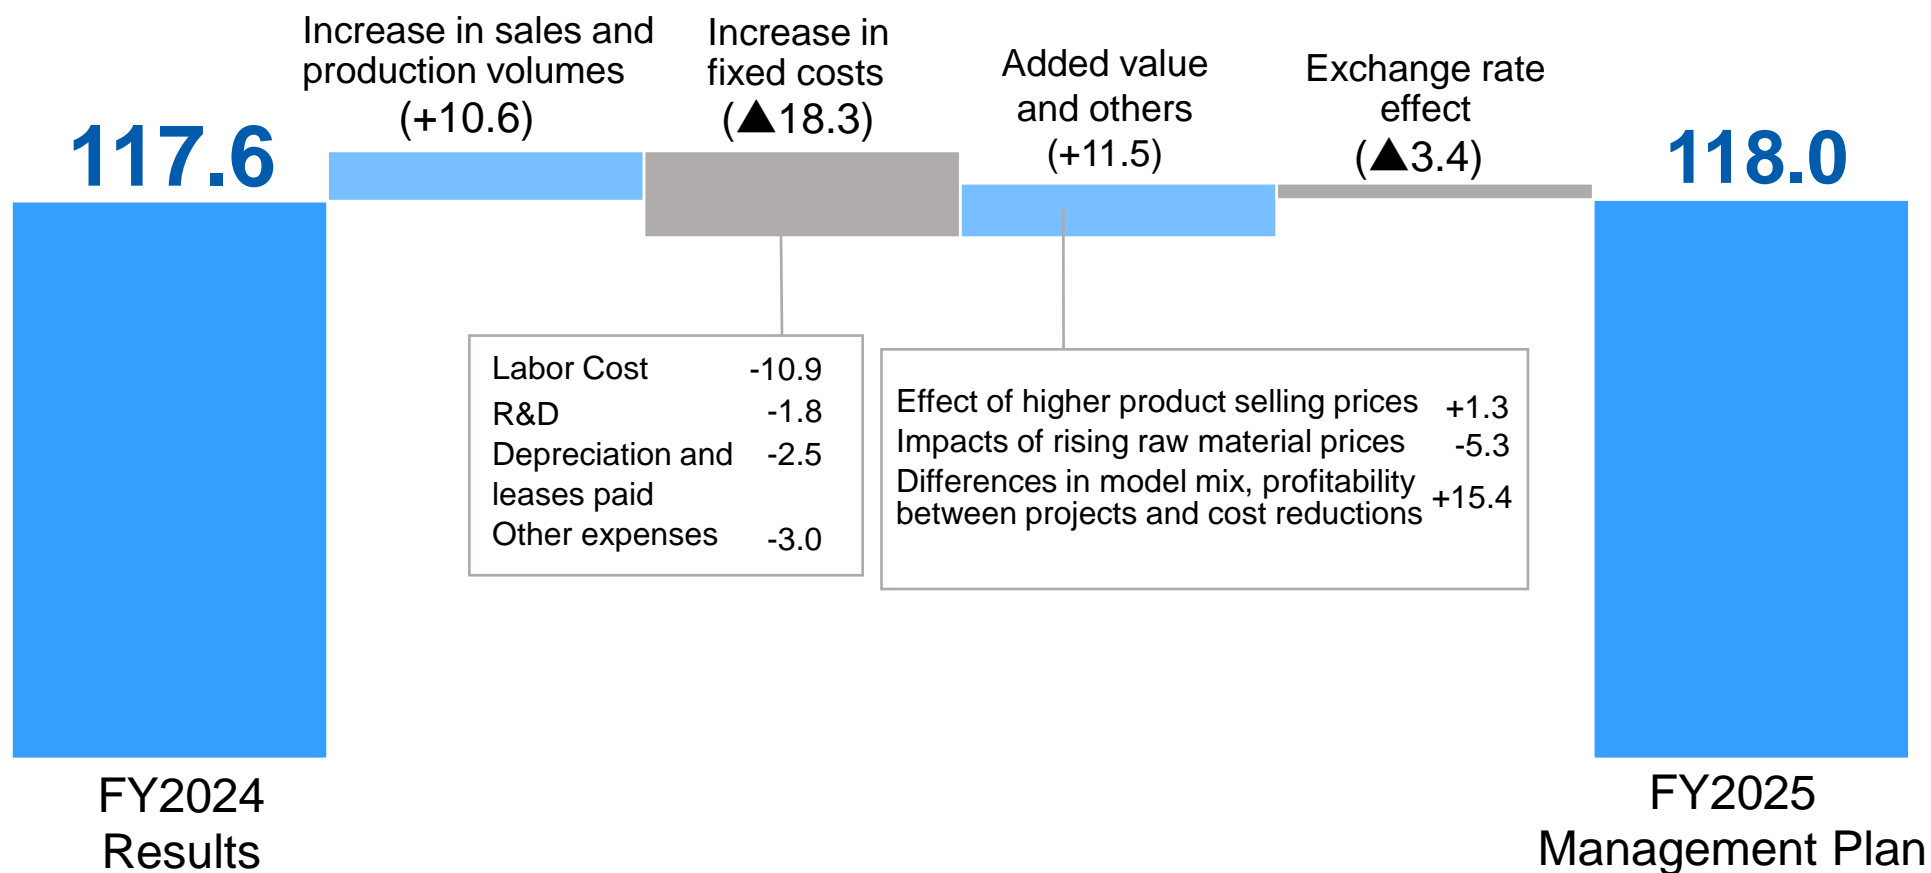 Increase in sales and
production volumes
(+10.6)
Increase in
fixed costs
(▲18.3)
Added value
and others
(+11.5)
Exchange rate
effect
(▲3.4)
117.6
118.0
Labor Cost -10.9
R&D -1.8
Depreciation and -2.5
leases paid
Other expenses -3.0
Effect of higher product selling prices +1.3
Impacts of rising raw material prices -5.3
Differences in model mix, profitability
between projects and cost reductions +15.4
FY2024
Results
FY2025
Management Plan